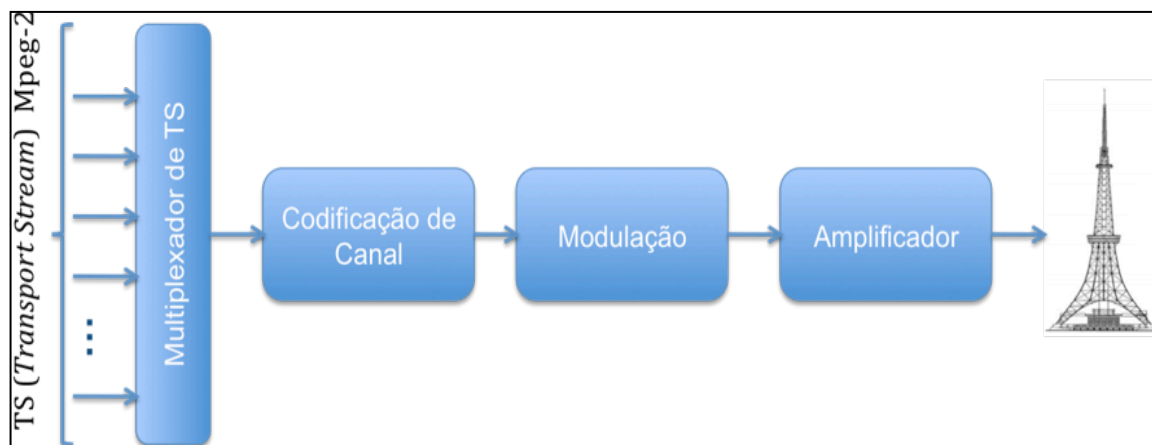 TS (Transport Stream) Mpeg-2
Multiplexador de TS
...
Codificação de
Canal
Modulação
Amplificador